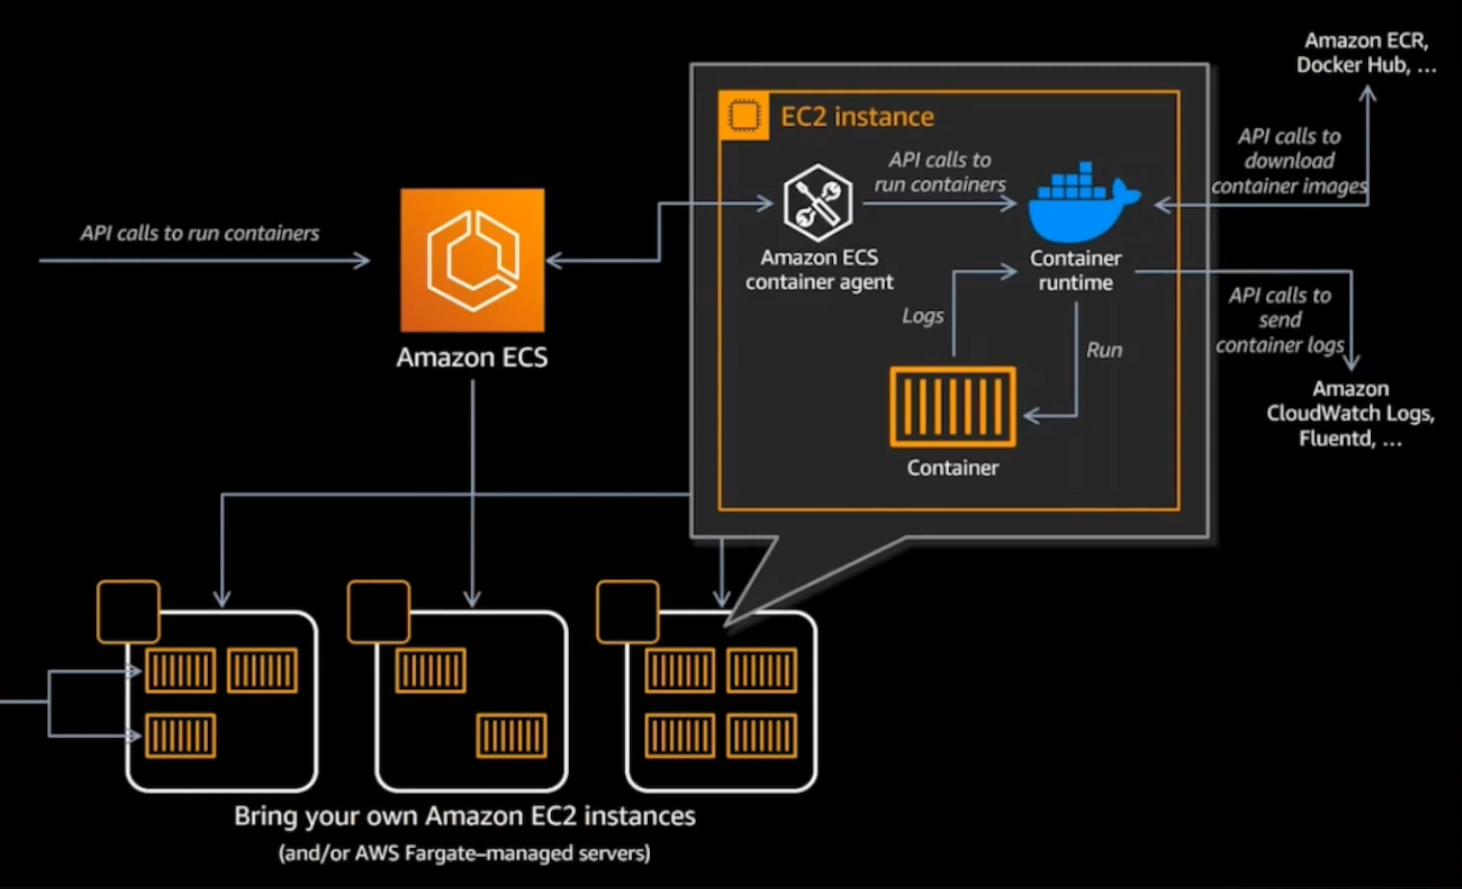 Amazon ECR,
Docker Hub, ...
EC2 instance
API calls to
run containers
API calls to
download
container images
API calls to run containers
Amazon ECS
container agent
Container
runtime
Logs
Run
API calls to
send
container logs
Amazon ECS
Amazon
CloudWatch Logs,
Fluentd, ...
Container
Bring your own Amazon EC2 instances
(and/or AWS Fargate–managed servers)